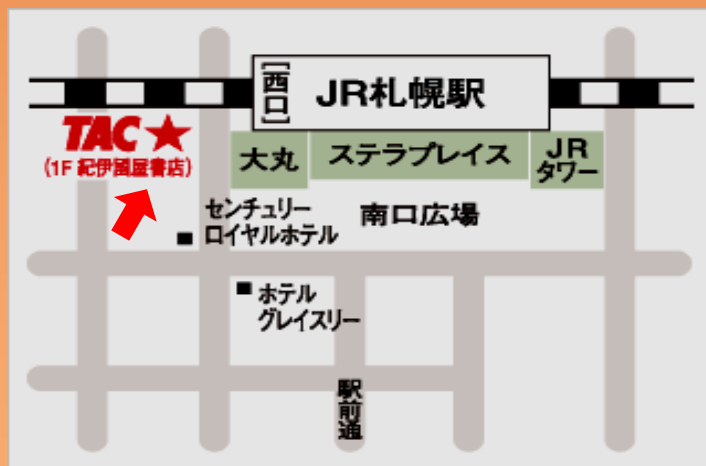 [西口]
JR札幌駅
TAC★
(1F 紀伊國屋書店)
大丸
ステラプレイス
JR
タワー
センチュリー
ロイヤルホテル
南口広場
ホテル
グレイスリー
駅前通